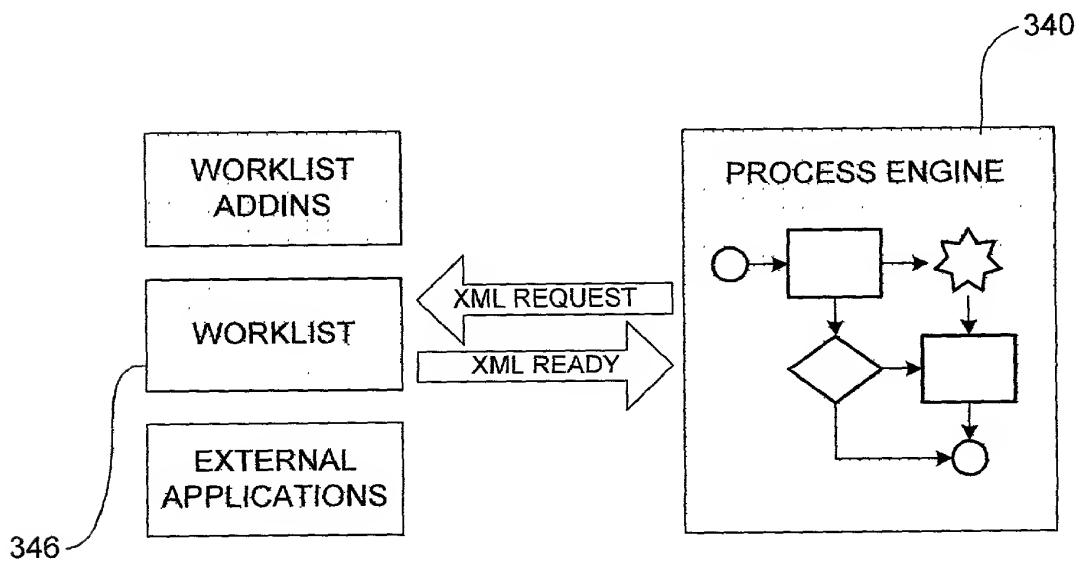 340
WORKLIST
ADDINS
PROCESS ENGINE
XML REQUEST
WORKLIST
XML READY
EXTERNAL
APPLICATIONS
346